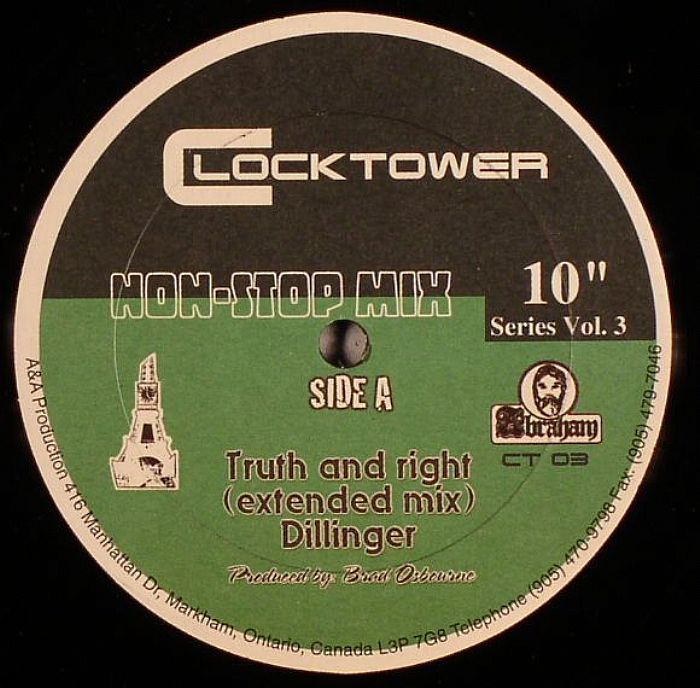 CLOCKTOWER
NON-STOP MIX
10"
Series Vol. 3
SIDE A
Abraham
CT 03
Truth and right
(extended mix)
Dillinger
Produced by: Brad Osbourne
A&A Production 416 Manhattan Dr, Markham, Ontario, Canada L3P 7G8 Telephone (905) 470-9798 Fax: (905) 479-7046